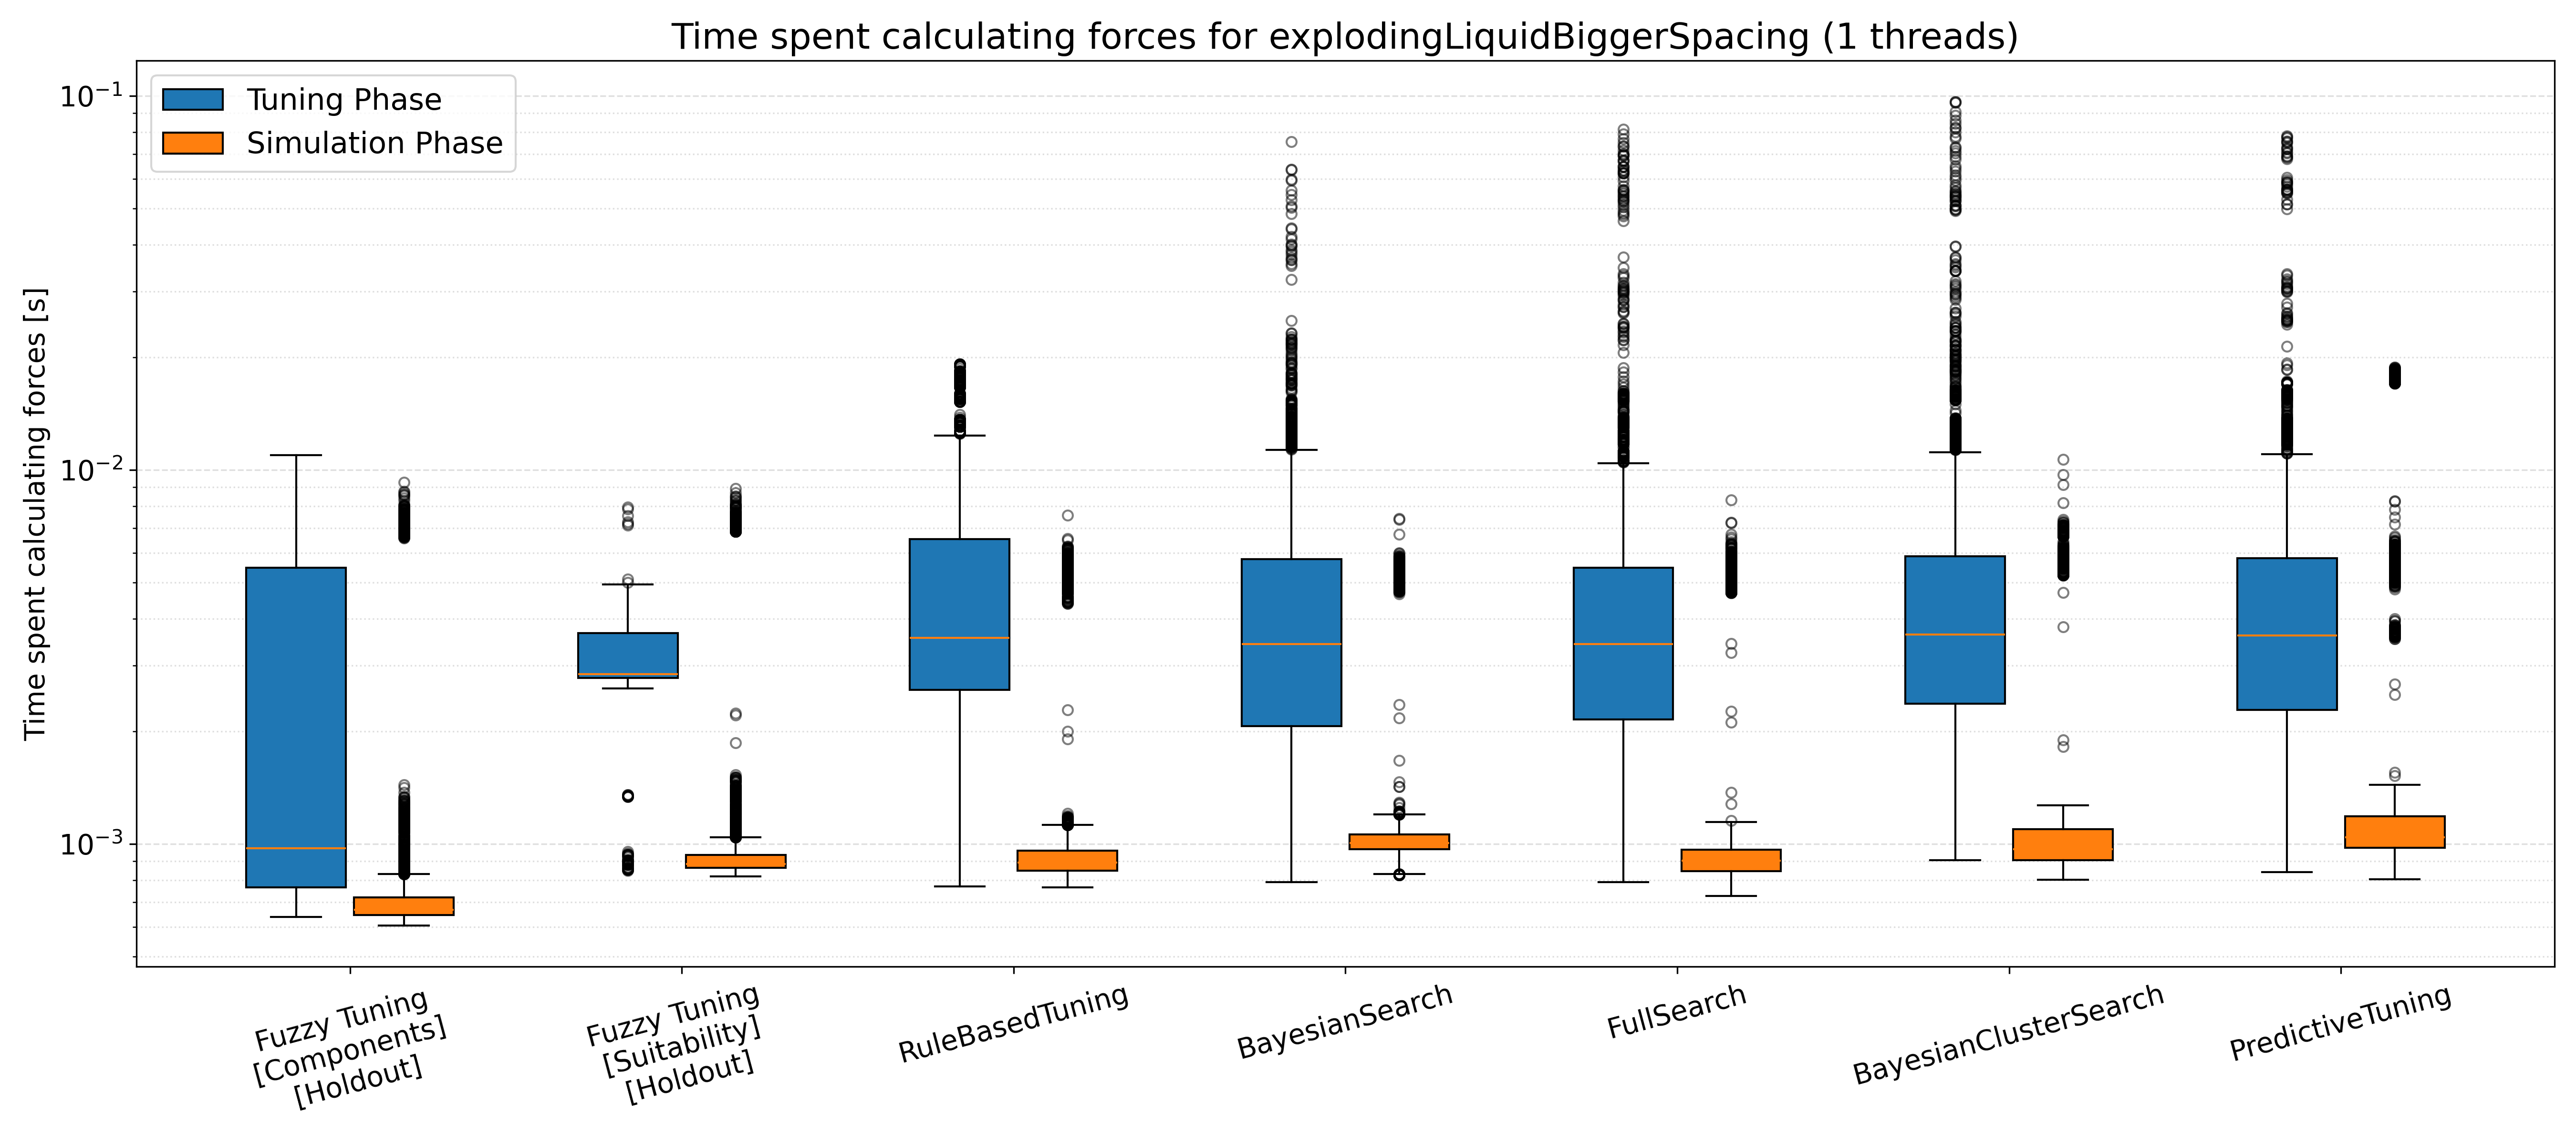 Time spent calculating forces for explodingLiquidBiggerSpacing (1 threads)
Tuning Phase
Simulation Phase
Time spent calculating forces [s]
10⁻¹
10⁻²
10⁻³
Fuzzy Tuning
[Components]
[Holdout]
Fuzzy Tuning
[Suitability]
[Holdout]
RuleBasedTuning
BayesianSearch
FullSearch
BayesianClusterSearch
PredictiveTuning